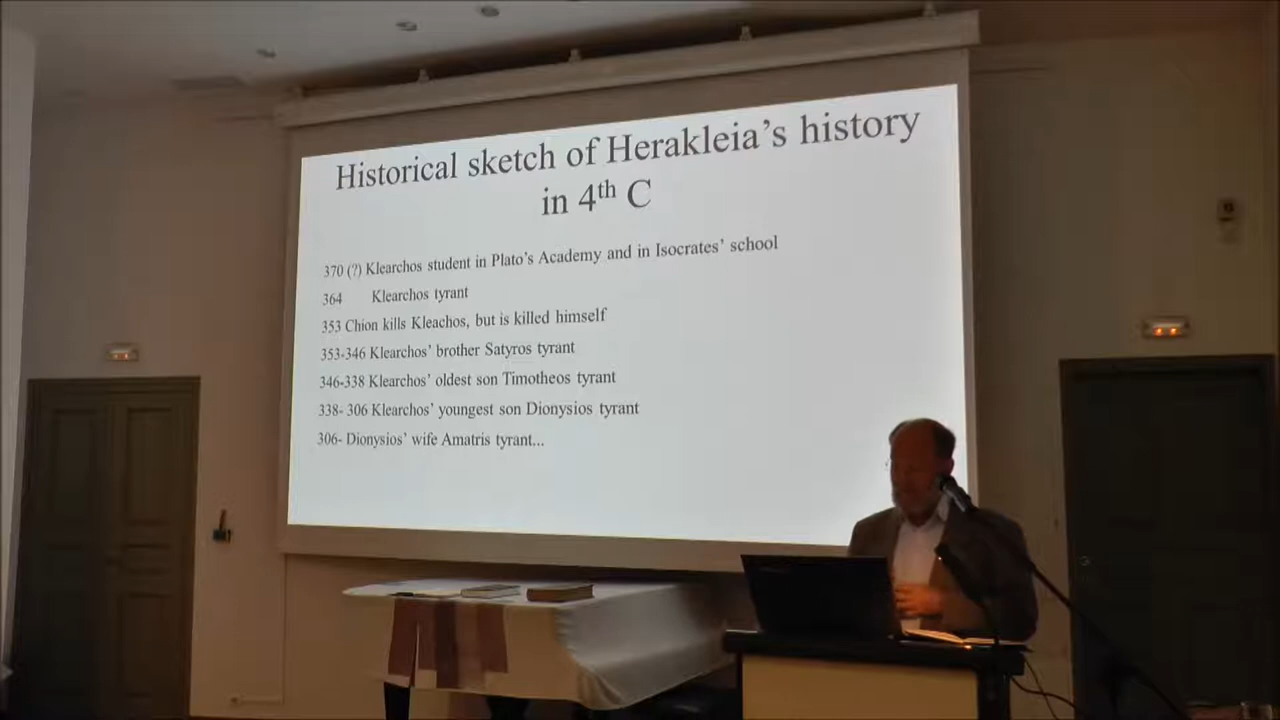 Historical sketch of Herakleia's history
in 4th C
370 (?) Klearchos student in Plato's Academy and in Isocrates' school
364 Klearchos tyrant
353 Chion kills Kleachos, but is killed himself
353-346 Klearchos' brother Satyros tyrant
346-338 Klearchos' oldest son Timotheos tyrant
338- 306 Klearchos' youngest son Dionysios tyrant
306- Dionysios' wife Amatris tyrant...